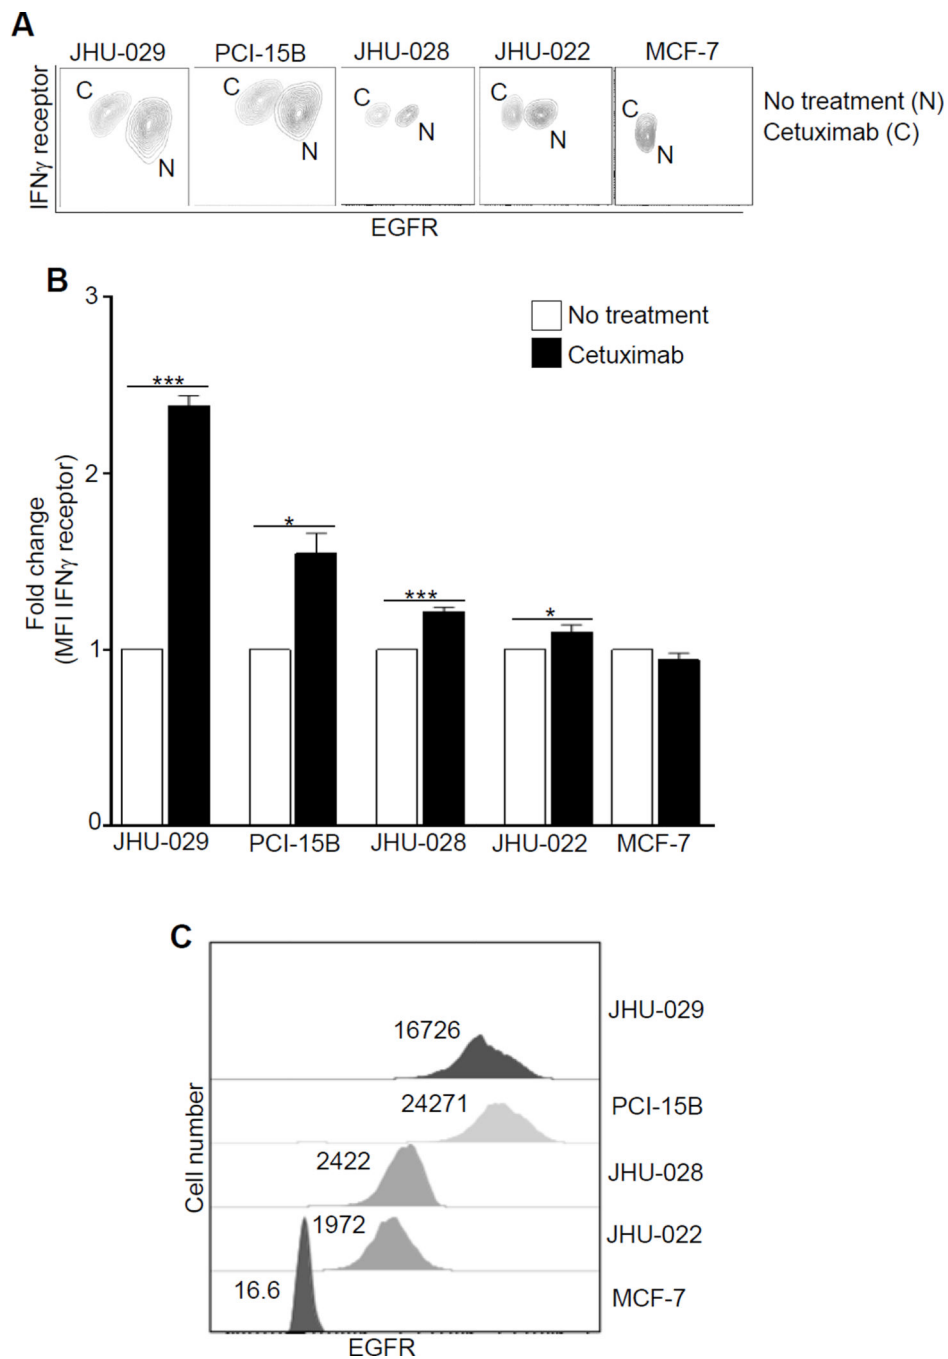 A
JHU-029 PCI-15B JHU-028 JHU-022 MCF-7
IFNγ receptor
C N C N C N C N C N
No treatment (N)
Cetuximab (C)
EGFR
B
No treatment
Cetuximab
Fold change
(MFI IFNγ receptor)
3
2
1
0
*** * *** *
JHU-029 PCI-15B JHU-028 JHU-022 MCF-7
C
Cell number
16726 JHU-029
24271 PCI-15B
2422 JHU-028
1972 JHU-022
16.6 MCF-7
EGFR